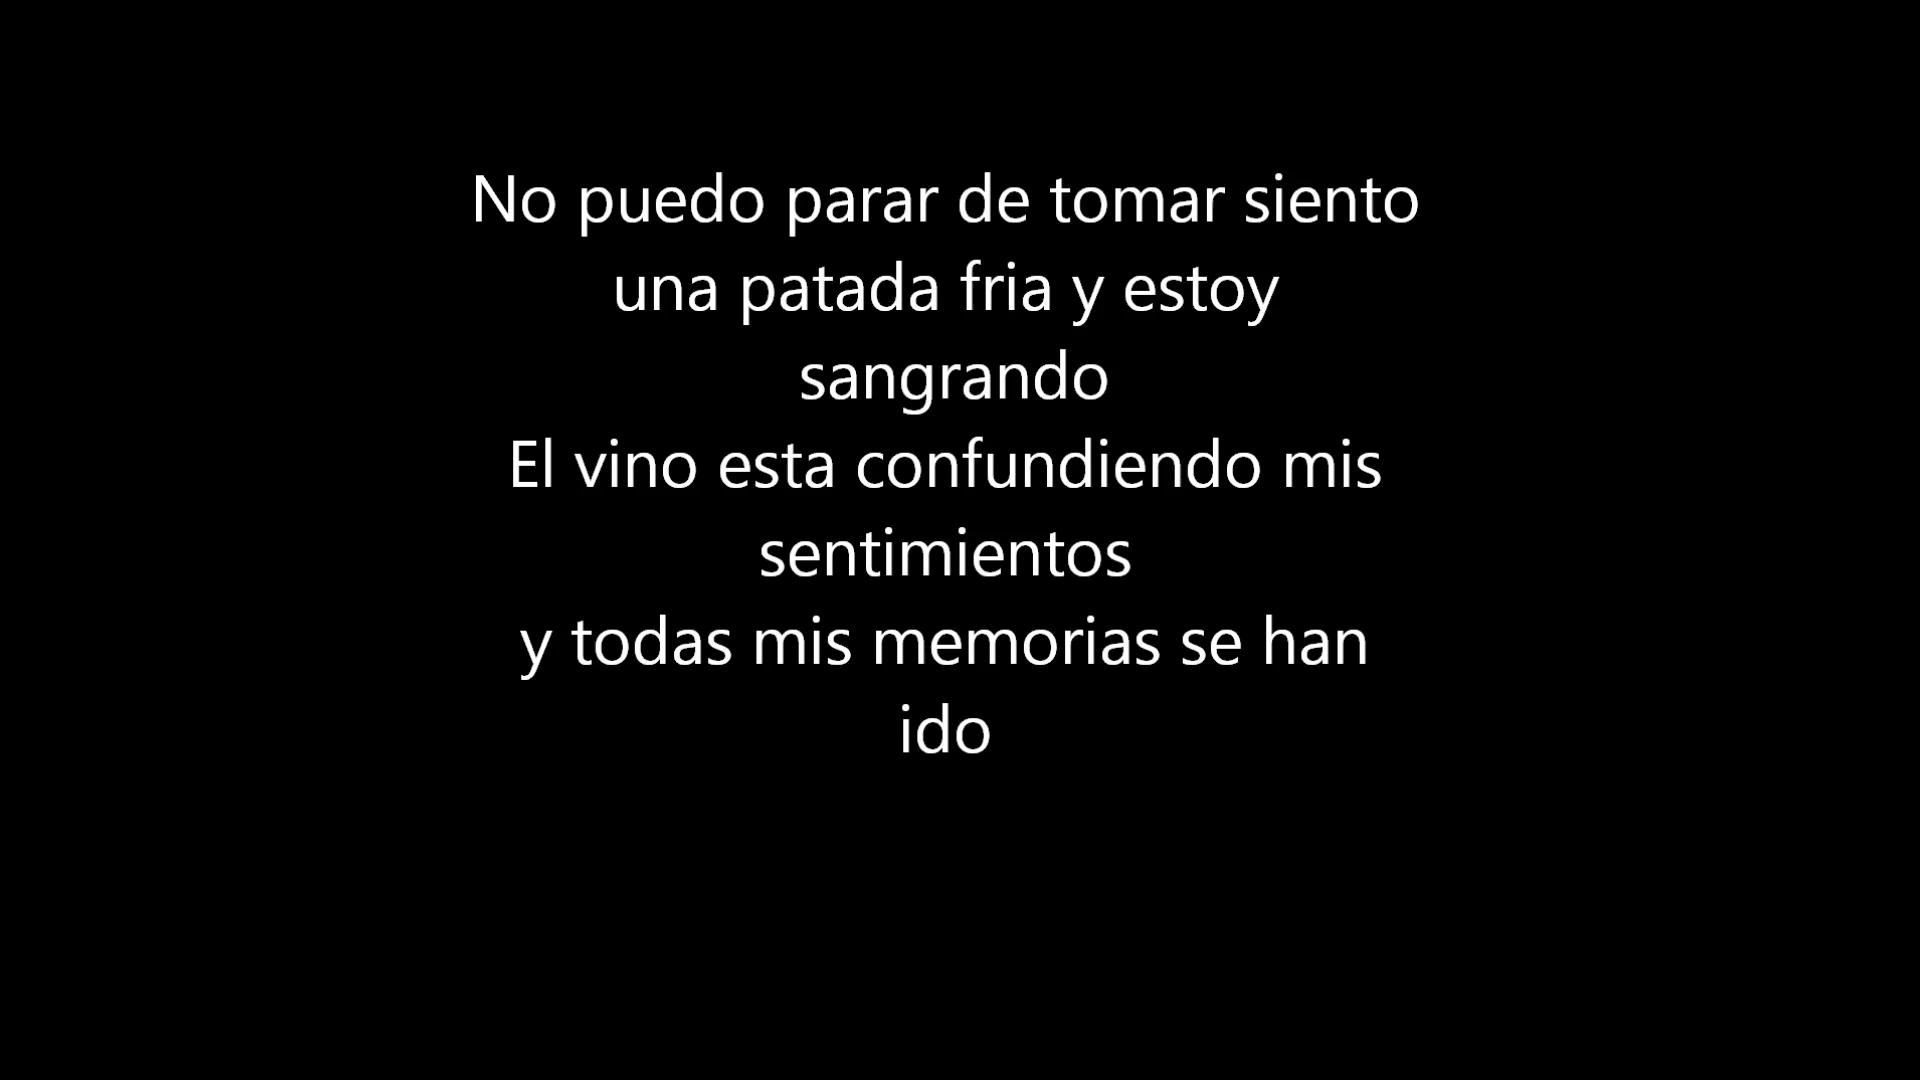 No puedo parar de tomar siento
una patada fria y estoy
sangrando
El vino esta confundiendo mis
sentimientos
y todas mis memorias se han
ido